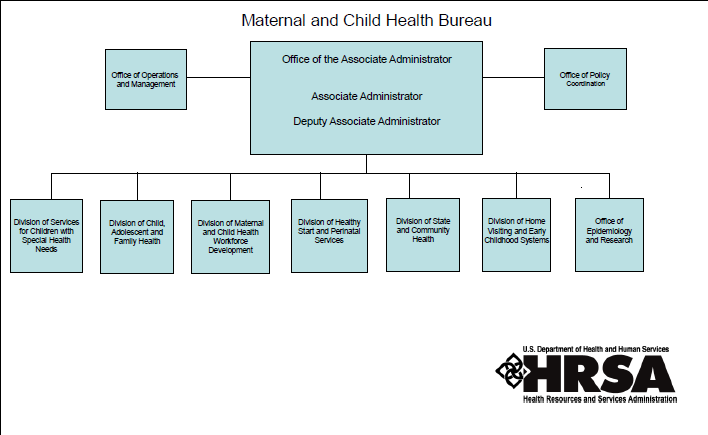 Maternal and Child Health Bureau
Office of Operations
and Management
Office of the Associate Administrator
Associate Administrator
Deputy Associate Administrator
Office of Policy
Coordination
Division of Services
for Children with
Special Health
Needs
Division of Child,
Adolescent and
Family Health
Division of Maternal
and Child Health
Workforce
Development
Division of Healthy
Start and Perinatal
Services
Division of State
and Community
Health
Division of Home
Visiting and Early
Childhood Systems
Office of
Epidemiology
and Research
U.S. Department of Health and Human Services
HRSA
Health Resources and Services Administration